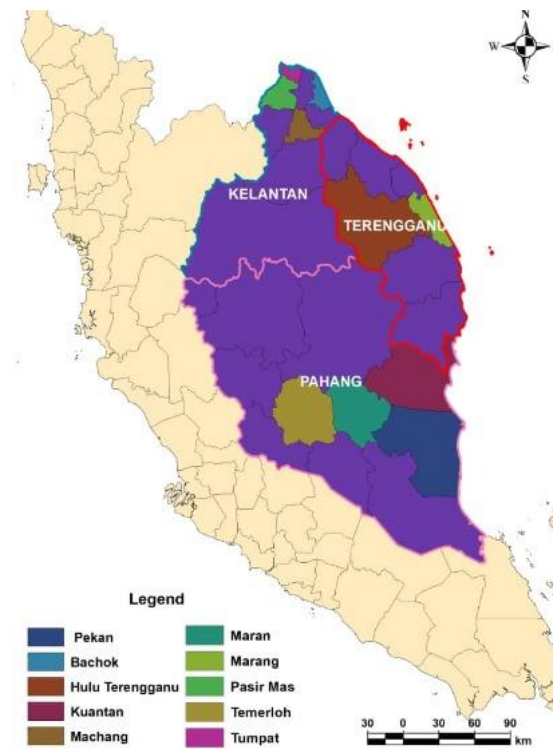 N
W E
S
KELANTAN
TERENGGANU
PAHANG
Legend
Pekan
Bachok
Hulu Terengganu
Kuantan
Machang
Maran
Marang
Pasir Mas
Temerloh
Tumpat
30 0 30 60 90
km